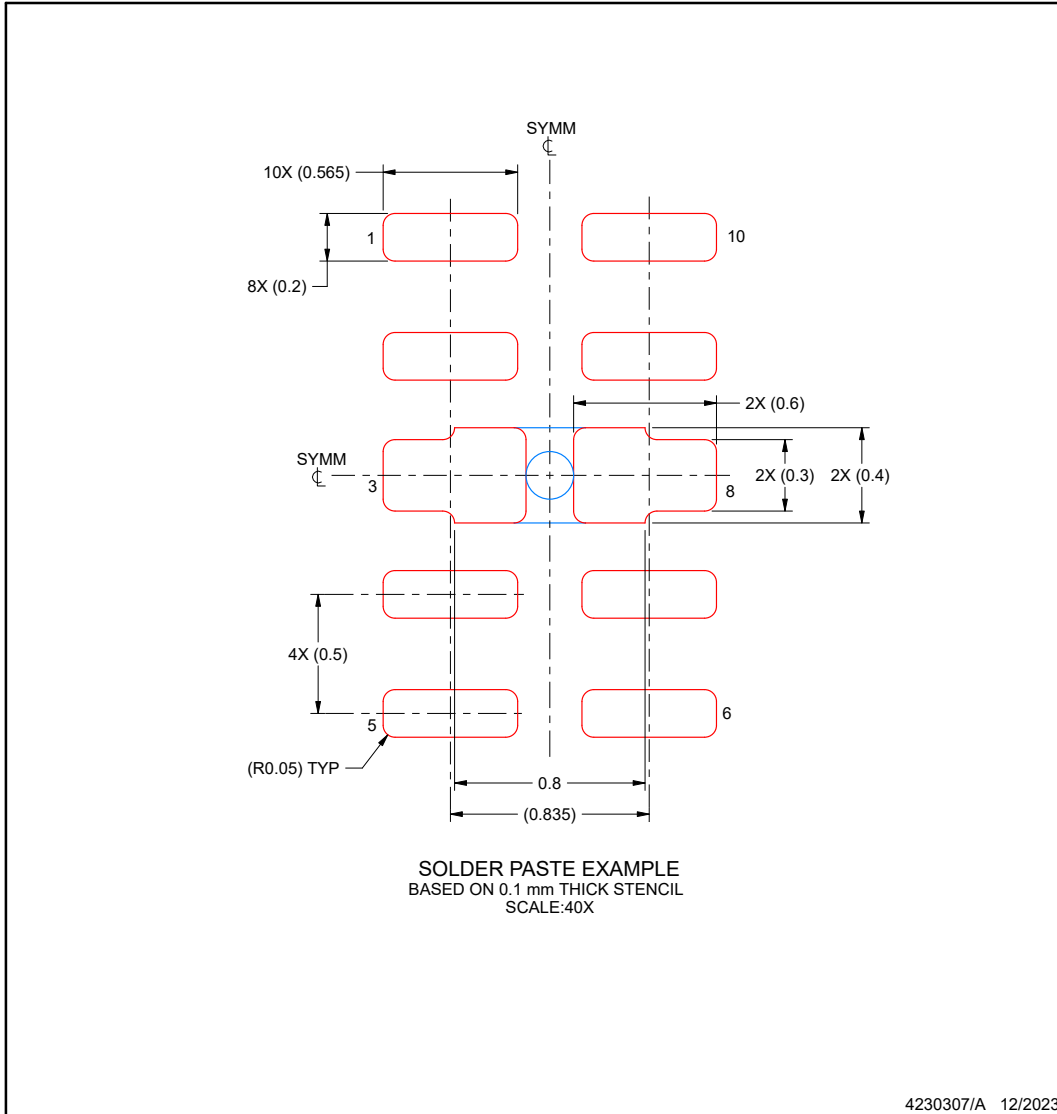 SYMM
℄
10X (0.565)
1
10
8X (0.2)
2X (0.6)
SYMM
℄
3
8
2X (0.3)
2X (0.4)
4X (0.5)
5
6
(R0.05) TYP
0.8
(0.835)
SOLDER PASTE EXAMPLE
BASED ON 0.1 mm THICK STENCIL
SCALE:40X
4230307/A 12/2023